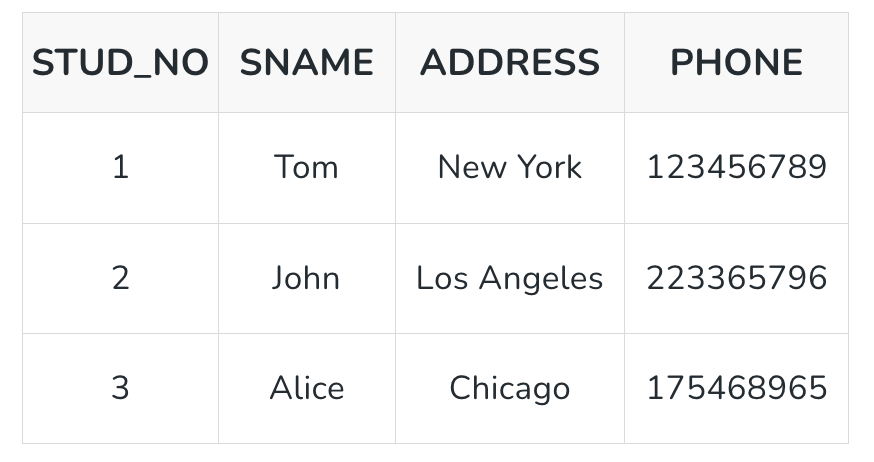 STUD_NO SNAME ADDRESS PHONE
1 Tom New York 123456789
2 John Los Angeles 223365796
3 Alice Chicago 175468965